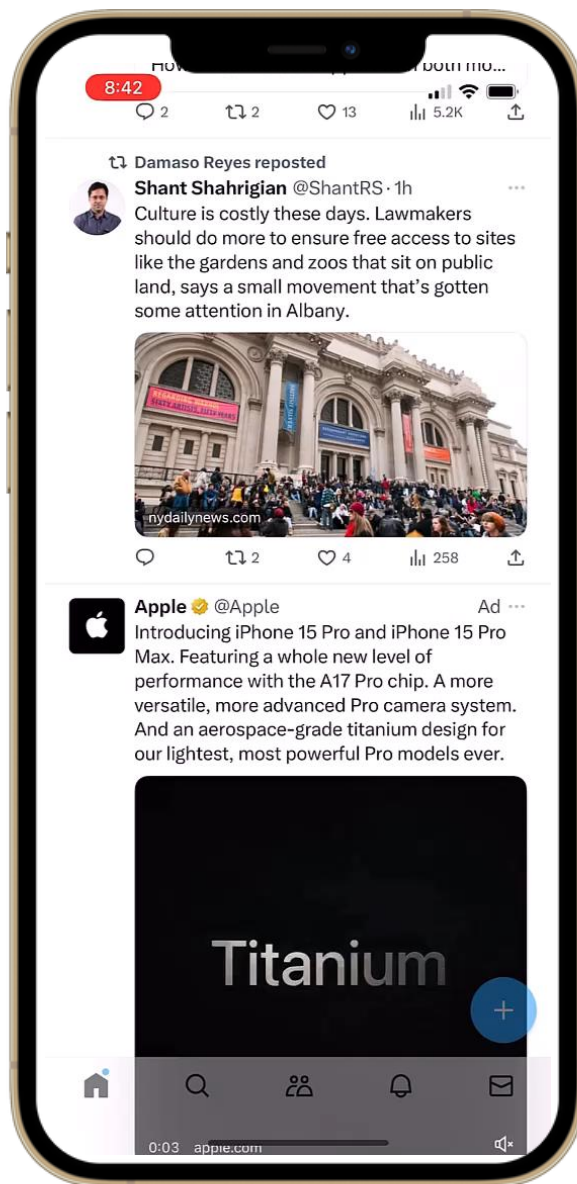 8:42
2 2 13 5.2K
Damaso Reyes reposted
Shant Shahrigian @ShantRS · 1h
Culture is costly these days. Lawmakers
should do more to ensure free access to sites
like the gardens and zoos that sit on public
land, says a small movement that's gotten
some attention in Albany.
nydailynews.com
2 4 258
Apple @Apple Ad
Introducing iPhone 15 Pro and iPhone 15 Pro
Max. Featuring a whole new level of
performance with the A17 Pro chip. A more
versatile, more advanced Pro camera system.
And an aerospace-grade titanium design for
our lightest, most powerful Pro models ever.
Titanium
0:03 apple.com